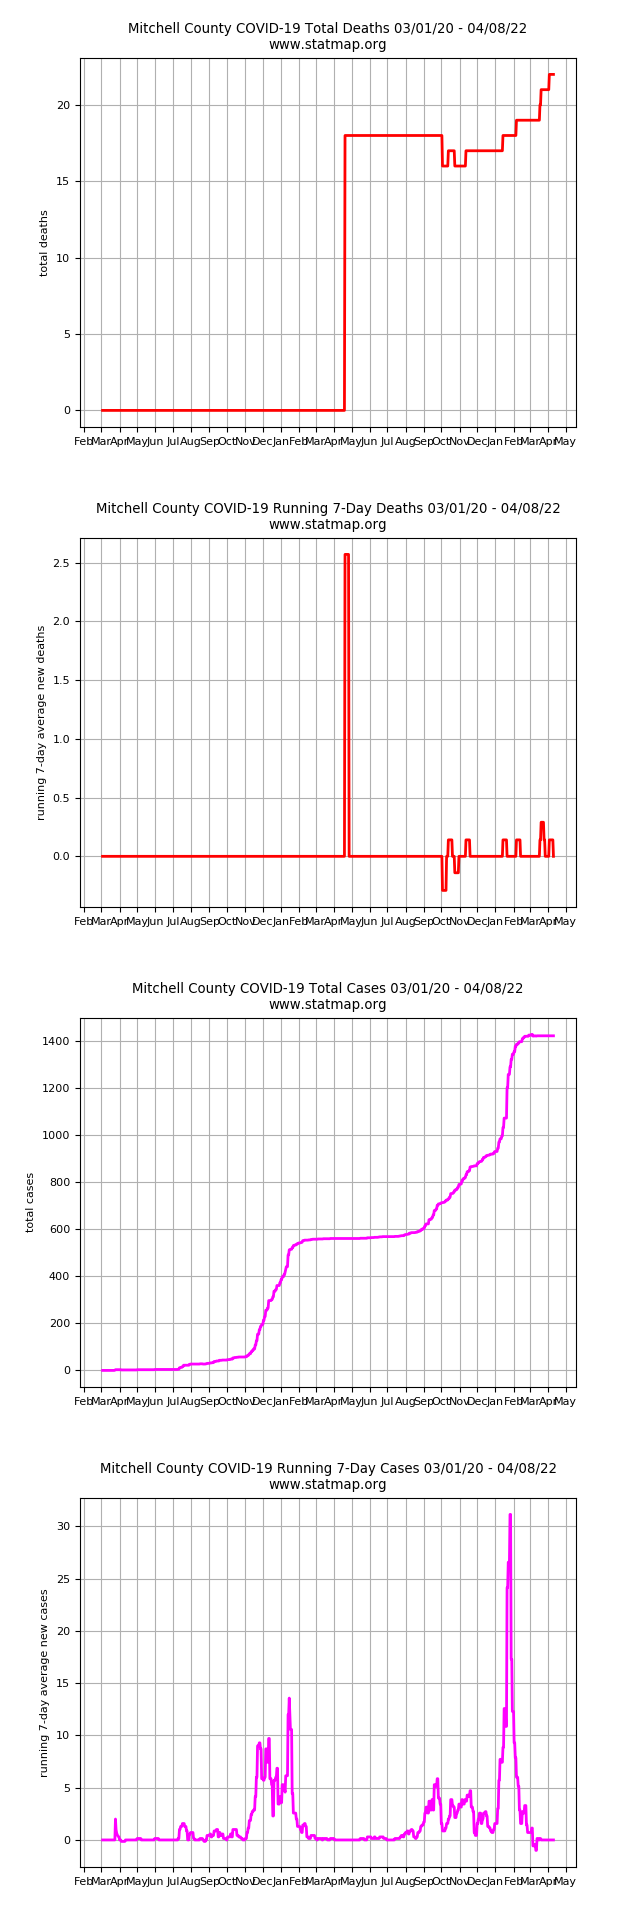 Mitchell County COVID-19 Total Deaths 03/01/20 - 04/08/22
www.statmap.org
20
15
10
5
0
total deaths
Feb Mar Apr May Jun Jul Aug Sep Oct Nov Dec Jan Feb Mar Apr May Jun Jul Aug Sep Oct Nov Dec Jan Feb Mar Apr May
Mitchell County COVID-19 Running 7-Day Deaths 03/01/20 - 04/08/22
www.statmap.org
2.5
2.0
1.5
1.0
0.5
0.0
running 7-day average new deaths
Feb Mar Apr May Jun Jul Aug Sep Oct Nov Dec Jan Feb Mar Apr May Jun Jul Aug Sep Oct Nov Dec Jan Feb Mar Apr May
Mitchell County COVID-19 Total Cases 03/01/20 - 04/08/22
www.statmap.org
1400
1200
1000
800
600
400
200
0
total cases
Feb Mar Apr May Jun Jul Aug Sep Oct Nov Dec Jan Feb Mar Apr May Jun Jul Aug Sep Oct Nov Dec Jan Feb Mar Apr May
Mitchell County COVID-19 Running 7-Day Cases 03/01/20 - 04/08/22
www.statmap.org
30
25
20
15
10
5
0
running 7-day average new cases
Feb Mar Apr May Jun Jul Aug Sep Oct Nov Dec Jan Feb Mar Apr May Jun Jul Aug Sep Oct Nov Dec Jan Feb Mar Apr May